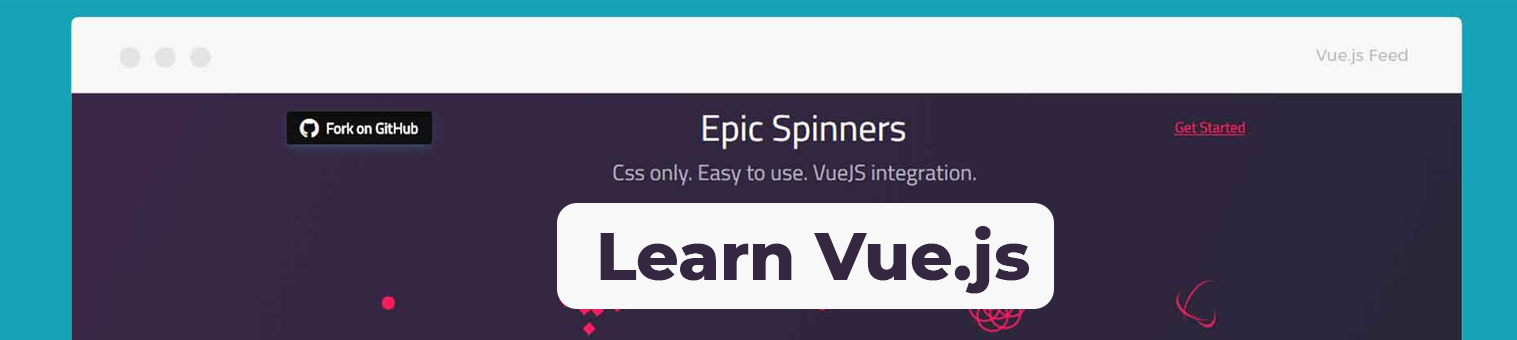 Vue.js Feed
Fork on GitHub
Epic Spinners
Get Started
Css only. Easy to use. VueJS integration.
Learn Vue.js